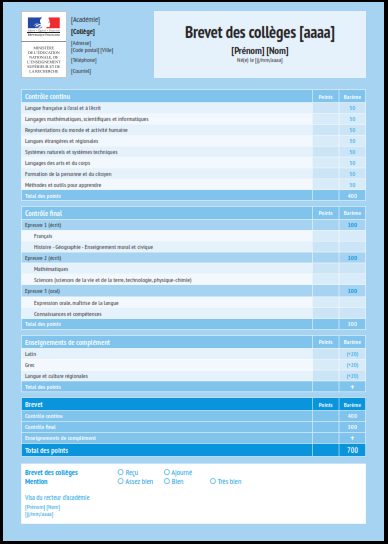 [Académie]
[Collège]
[Adresse]
[Code postal] [Ville]
[Téléphone]
[Courriel]
MINISTÈRE
DE L'ÉDUCATION
NATIONALE, DE
L'ENSEIGNEMENT
SUPÉRIEUR ET DE
LA RECHERCHE
Brevet des collèges [aaaa]
[Prénom] [Nom]
Né(e) le [jj/mm/aaaa]
Contrôle continu Points Barème
Langue française à l'oral et à l'écrit 50
Langages mathématiques, scientifiques et informatiques 50
Représentations du monde et activité humaine 50
Langues étrangères et régionales 50
Systèmes naturels et systèmes techniques 50
Langages des arts et du corps 50
Formation de la personne et du citoyen 50
Méthodes et outils pour apprendre 50
Total des points 400
Contrôle final Points Barème
Epreuve 1 (écrit) 100
Français
Histoire - Géographie - Enseignement moral et civique
Epreuve 2 (écrit) 100
Mathématiques
Sciences (sciences de la vie et de la terre, technologie, physique-chimie)
Epreuve 3 (oral) 100
Expression orale, maîtrise de la langue
Connaissances et compétences
Total des points 300
Enseignements de complément Points Barème
Latin (+20)
Grec (+20)
Langue et culture régionales (+20)
Total des points
Brevet Points Barème
Contrôle continu 400
Contrôle final 300
Enseignements de complément
Total des points 700
Brevet des collèges Reçu Ajourné
Mention Assez bien Bien Très bien
Visa du recteur d'académie
[Prénom] [Nom]
[jj/mm/aaaa]